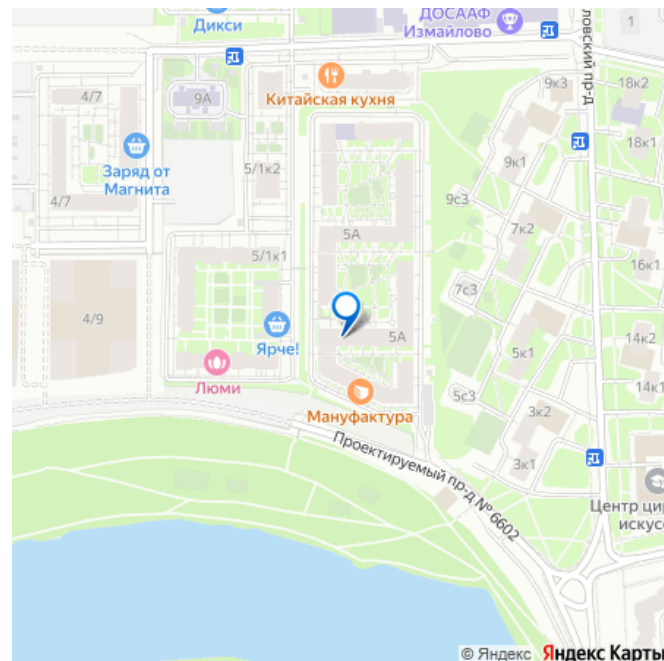 Дикси
ДОСААФ
Измайлово
1
ловский пр-д
4/7
9А
Китайская кухня
9к3
18к2
Заряд от
Магнита
5/1к2
9к1
18к1
4/7
9с3
5А
7к2
5/1к1
16к1
7с3
4/9
Ярче!
5А
5к1
14к2
Люми
Мануфактура
5с3
14к1
3к2
Проектируемый пр-д № 6602
3к1
Центр цир
искусс
© Яндекс Яндекс Карты